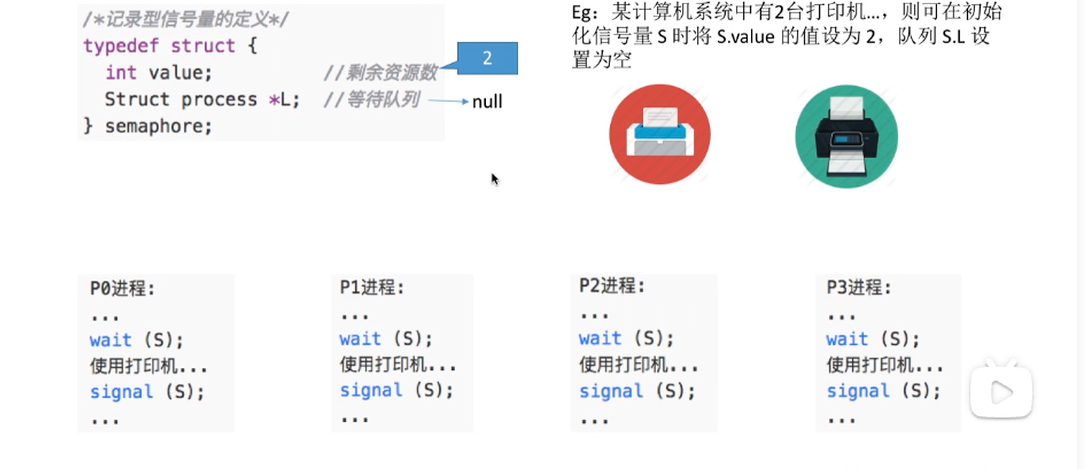 /*记录型信号量的定义*/
typedef struct {
int value; //剩余资源数
Struct process *L; //等待队列
} semaphore;
2
null
Eg：某计算机系统中有2台打印机...，则可在初始
化信号量 S 时将 S.value 的值设为 2，队列 S.L 设
置为空
P0进程:
...
wait (S);
使用打印机...
signal (S);
...
P1进程:
...
wait (S);
使用打印机...
signal (S);
...
P2进程:
...
wait (S);
使用打印机...
signal (S);
...
P3进程:
...
wait (S);
使用打印机...
signal (S);
...